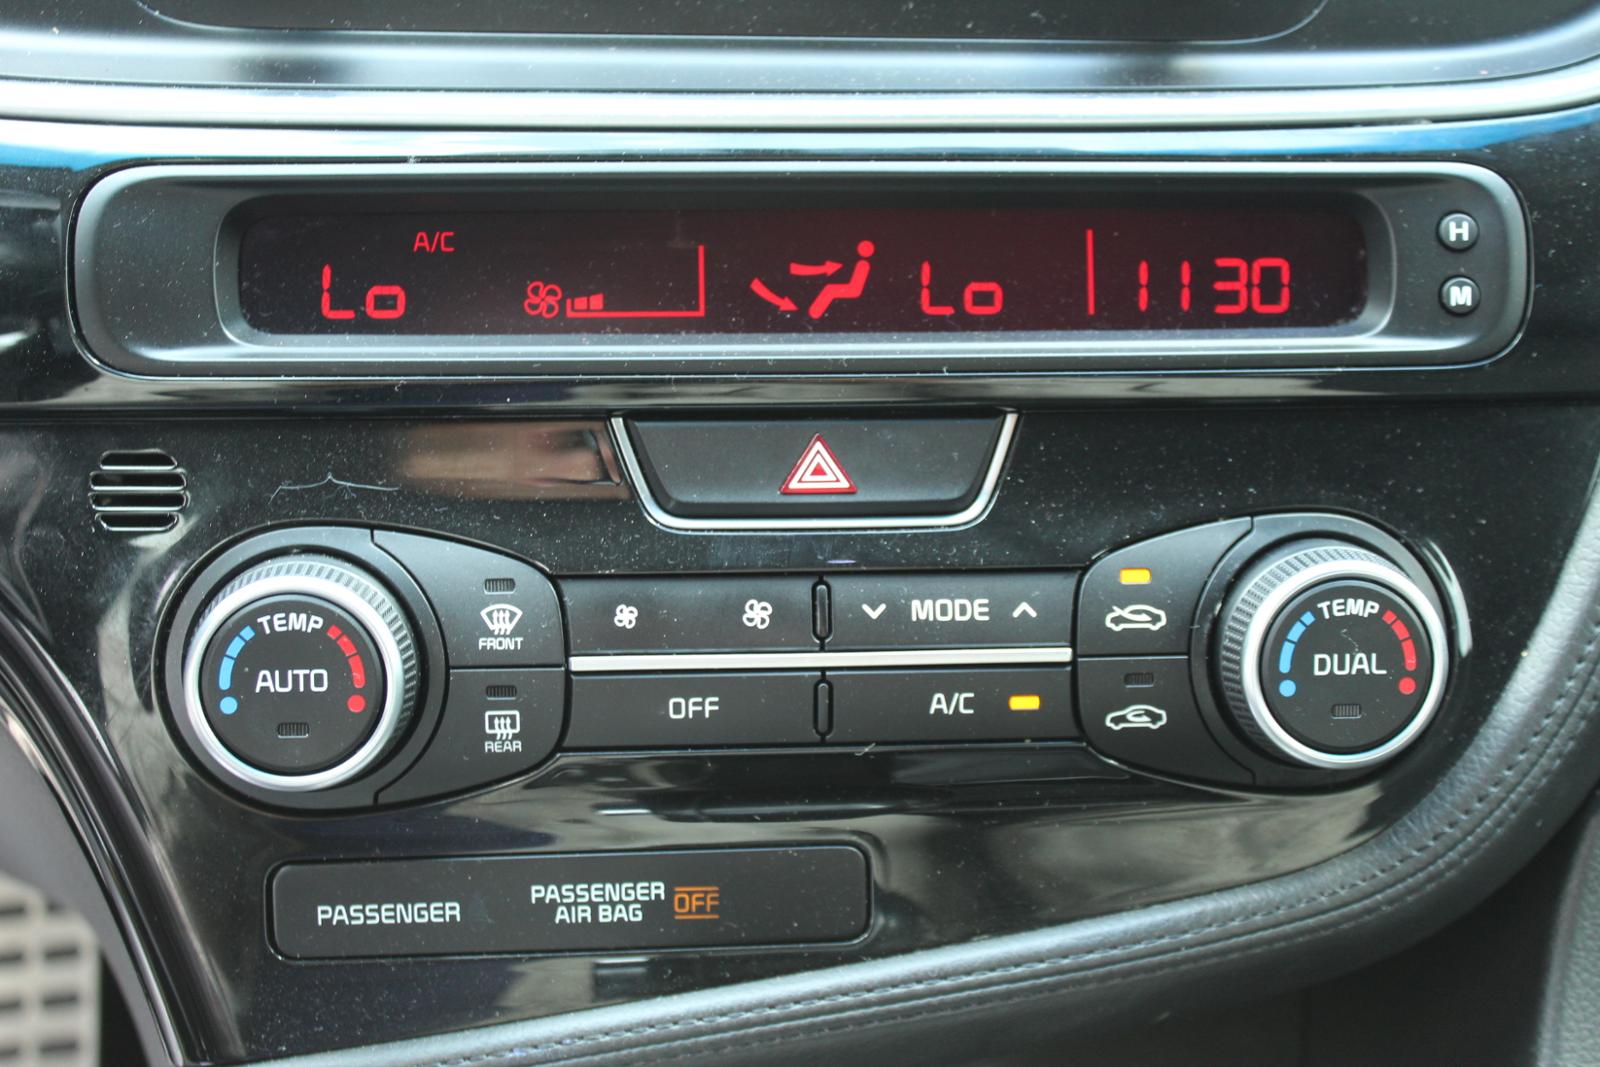 A/C
Lo Lo 11 30
H
M
TEMP
AUTO
FRONT
REAR
MODE
OFF
A/C
TEMP
DUAL
PASSENGER
PASSENGER
AIR BAG OFF